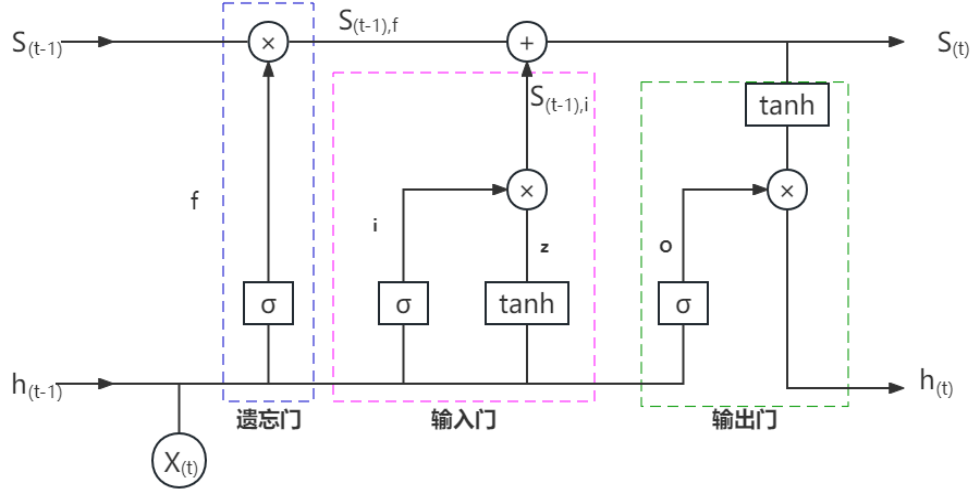 S(t-1)
×
S(t-1),f
+
S(t)
S(t-1),i
tanh
f
i
×
z
o
×
σ
σ
tanh
σ
h(t-1)
h(t)
遗忘门
输入门
输出门
X(t)